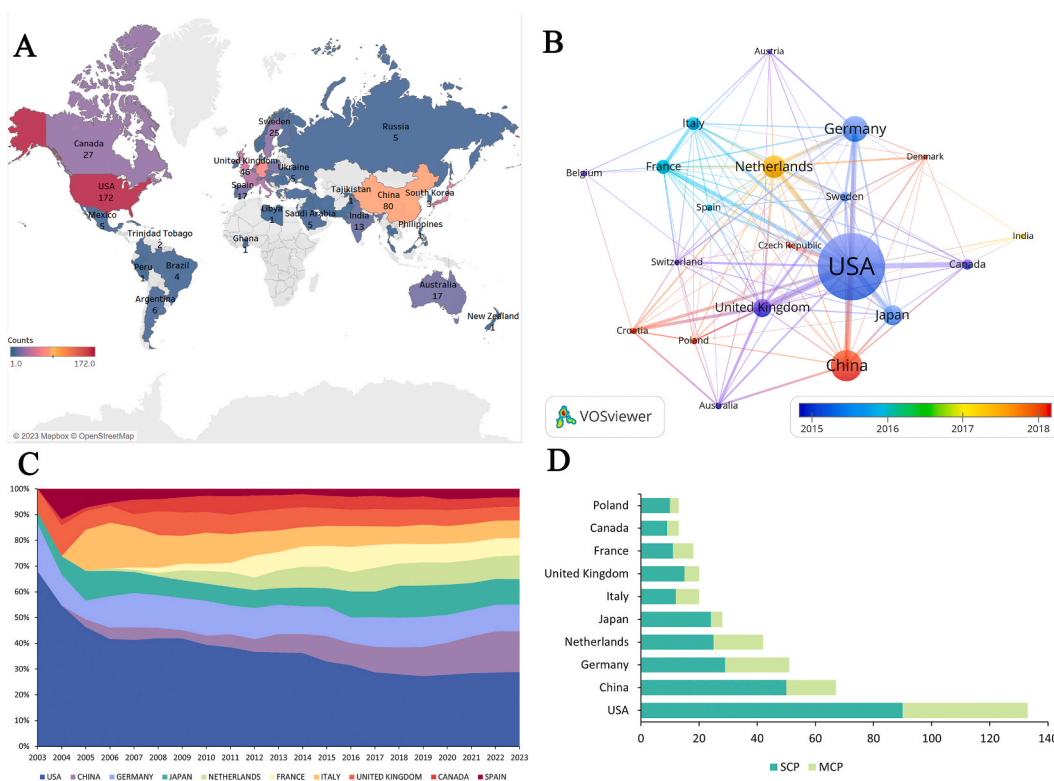 A
Canada
27
USA
172
Mexico
5
Trinidad Tobago
2
Peru
1
Brazil
4
Argentina
6
Sweden
25
United Kingdom
46
Spain
17
Ukraine
Russia
5
Tajikistan
1
China
80
South Korea
3
Libya
1
Saudi Arabia
5
India
13
Philippines
1
Ghana
1
Australia
17
New Zealand
1
Counts
1.0 172.0
© 2023 Mapbox © OpenStreetMap
B
Austria
Italy
Germany
France
Netherlands
Denmark
Belgium
Sweden
Spain
India
Czech Republic
Switzerland
USA
Canada
United Kingdom
Japan
Croatia
Poland
China
Australia
VOSviewer
2015 2016 2017 2018
C
100%
90%
80%
70%
60%
50%
40%
30%
20%
10%
0%
2003 2004 2005 2006 2007 2008 2009 2010 2011 2012 2013 2014 2015 2016 2017 2018 2019 2020 2021 2022 2023
USA CHINA GERMANY JAPAN NETHERLANDS FRANCE ITALY UNITED KINGDOM CANADA SPAIN
D
Poland
Canada
France
United Kingdom
Italy
Japan
Netherlands
Germany
China
USA
0 20 40 60 80 100 120 140
SCP MCP